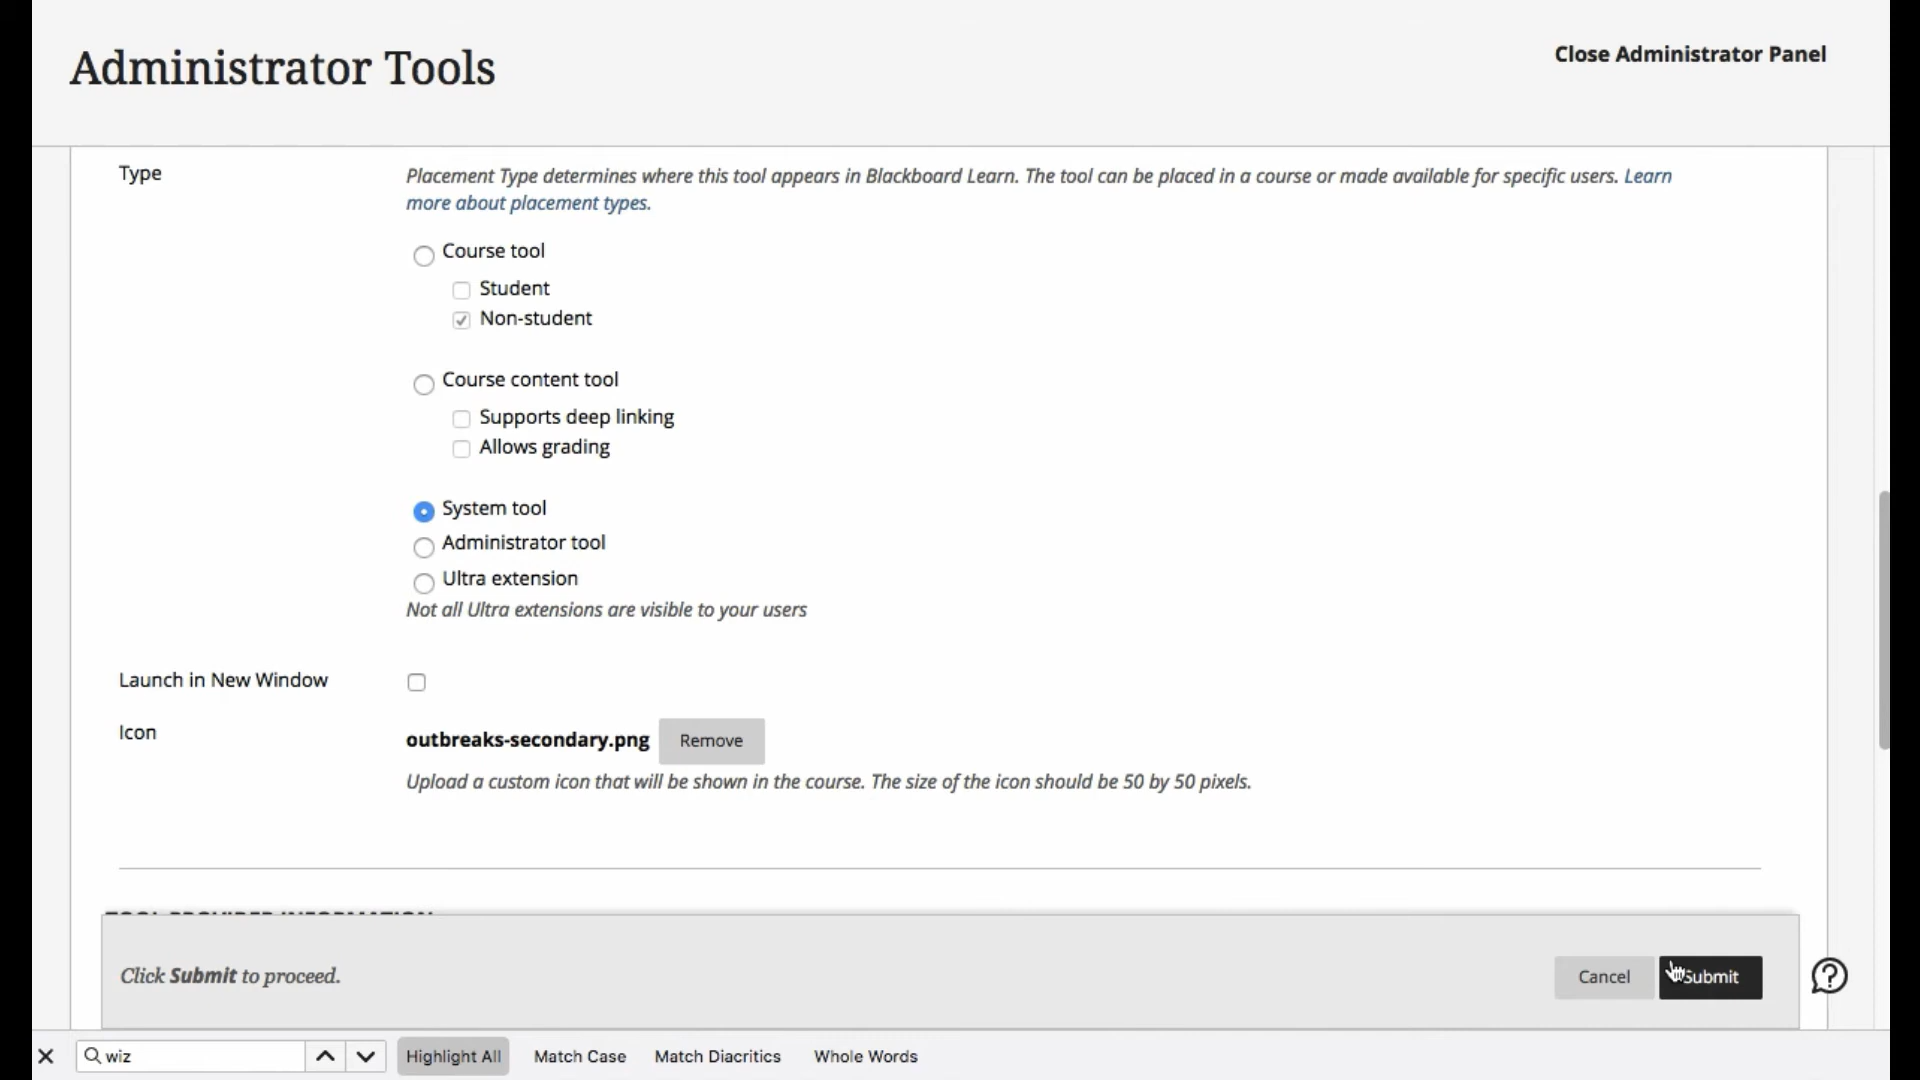 Administrator Tools
Close Administrator Panel
Type
Placement Type determines where this tool appears in Blackboard Learn. The tool can be placed in a course or made available for specific users. Learn
more about placement types.
Course tool
Student
Non-student
Course content tool
Supports deep linking
Allows grading
System tool
Administrator tool
Ultra extension
Not all Ultra extensions are visible to your users
Launch in New Window
Icon
outbreaks-secondary.png
Remove
Upload a custom icon that will be shown in the course. The size of the icon should be 50 by 50 pixels.
TOOL PROVIDER INFORMATION
Click Submit to proceed.
Cancel
Submit
wiz
Highlight All
Match Case
Match Diacritics
Whole Words